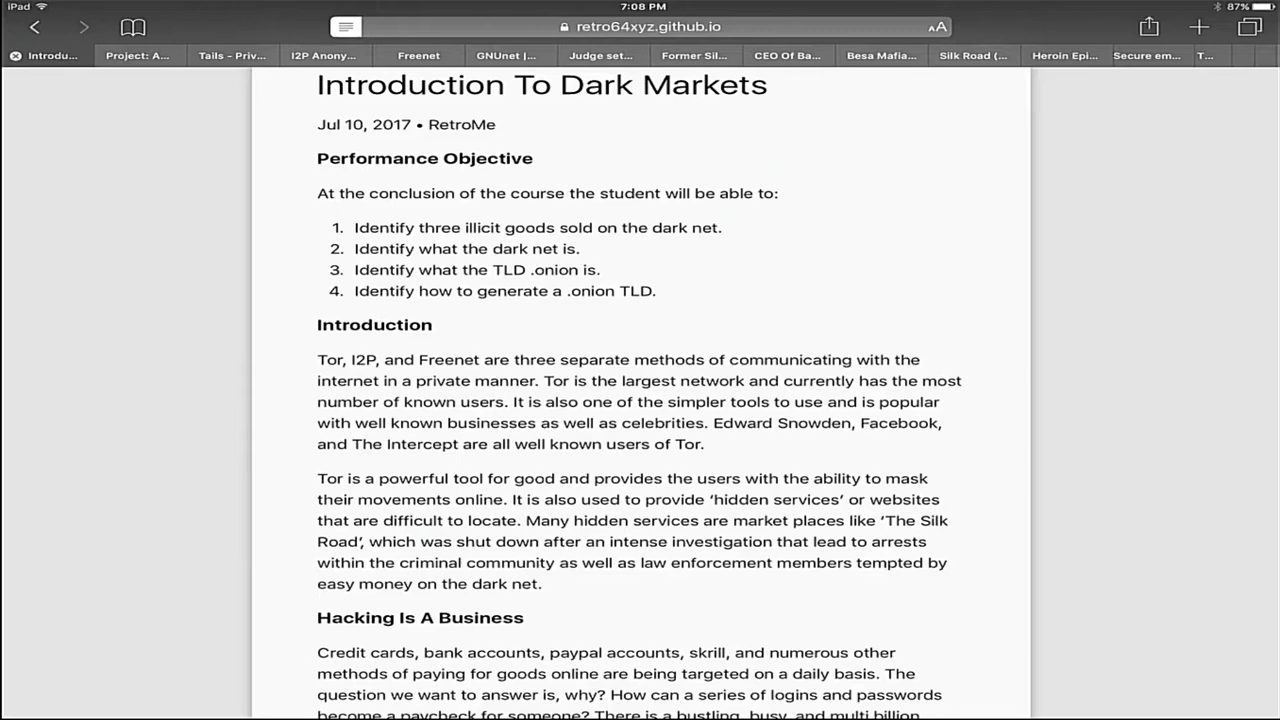 iPad 7:08 PM 87%
retro64xyz.github.io AA
Introdu... Project: A... Tails – Priv... I2P Anony... Freenet GNUnet |... Judge set... Former Sil... CEO Of Ba... Besa Mafia... Silk Road (... Heroin Epi... Secure em... T...
Introduction To Dark Markets
Jul 10, 2017 • RetroMe
Performance Objective
At the conclusion of the course the student will be able to:
1. Identify three illicit goods sold on the dark net.
2. Identify what the dark net is.
3. Identify what the TLD .onion is.
4. Identify how to generate a .onion TLD.
Introduction
Tor, I2P, and Freenet are three separate methods of communicating with the
internet in a private manner. Tor is the largest network and currently has the most
number of known users. It is also one of the simpler tools to use and is popular
with well known businesses as well as celebrities. Edward Snowden, Facebook,
and The Intercept are all well known users of Tor.
Tor is a powerful tool for good and provides the users with the ability to mask
their movements online. It is also used to provide ‘hidden services’ or websites
that are difficult to locate. Many hidden services are market places like ‘The Silk
Road’, which was shut down after an intense investigation that lead to arrests
within the criminal community as well as law enforcement members tempted by
easy money on the dark net.
Hacking Is A Business
Credit cards, bank accounts, paypal accounts, skrill, and numerous other
methods of paying for goods online are being targeted on a daily basis. The
question we want to answer is, why? How can a series of logins and passwords
become a paycheck for someone? There is a bustling, busy, and multi billion